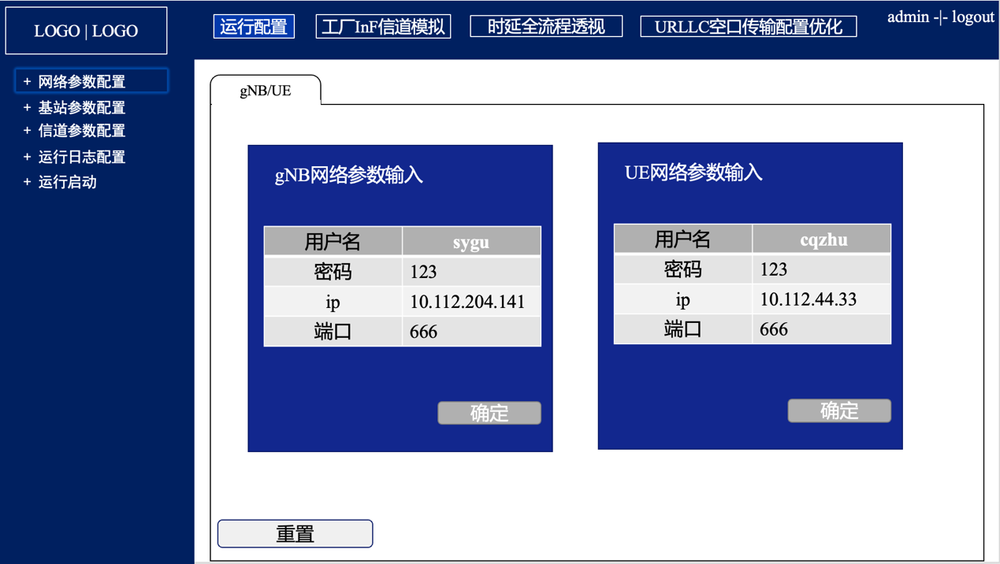 LOGO | LOGO
运行配置
工厂InF信道模拟
时延全流程透视
URLLC空口传输配置优化
admin -|- logout
+ 网络参数配置
+ 基站参数配置
+ 信道参数配置
+ 运行日志配置
+ 运行启动
gNB/UE
gNB网络参数输入
用户名 sygu
密码 123
ip 10.112.204.141
端口 666
确定
UE网络参数输入
用户名 cqzhu
密码 123
ip 10.112.44.33
端口 666
确定
重置